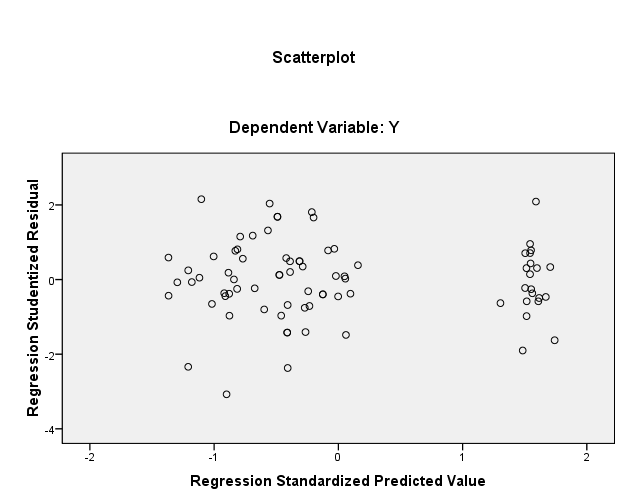 Scatterplot
Dependent Variable: Y
Regression Studentized Residual
2
0
-2
-4
-2
-1
0
1
2
Regression Standardized Predicted Value